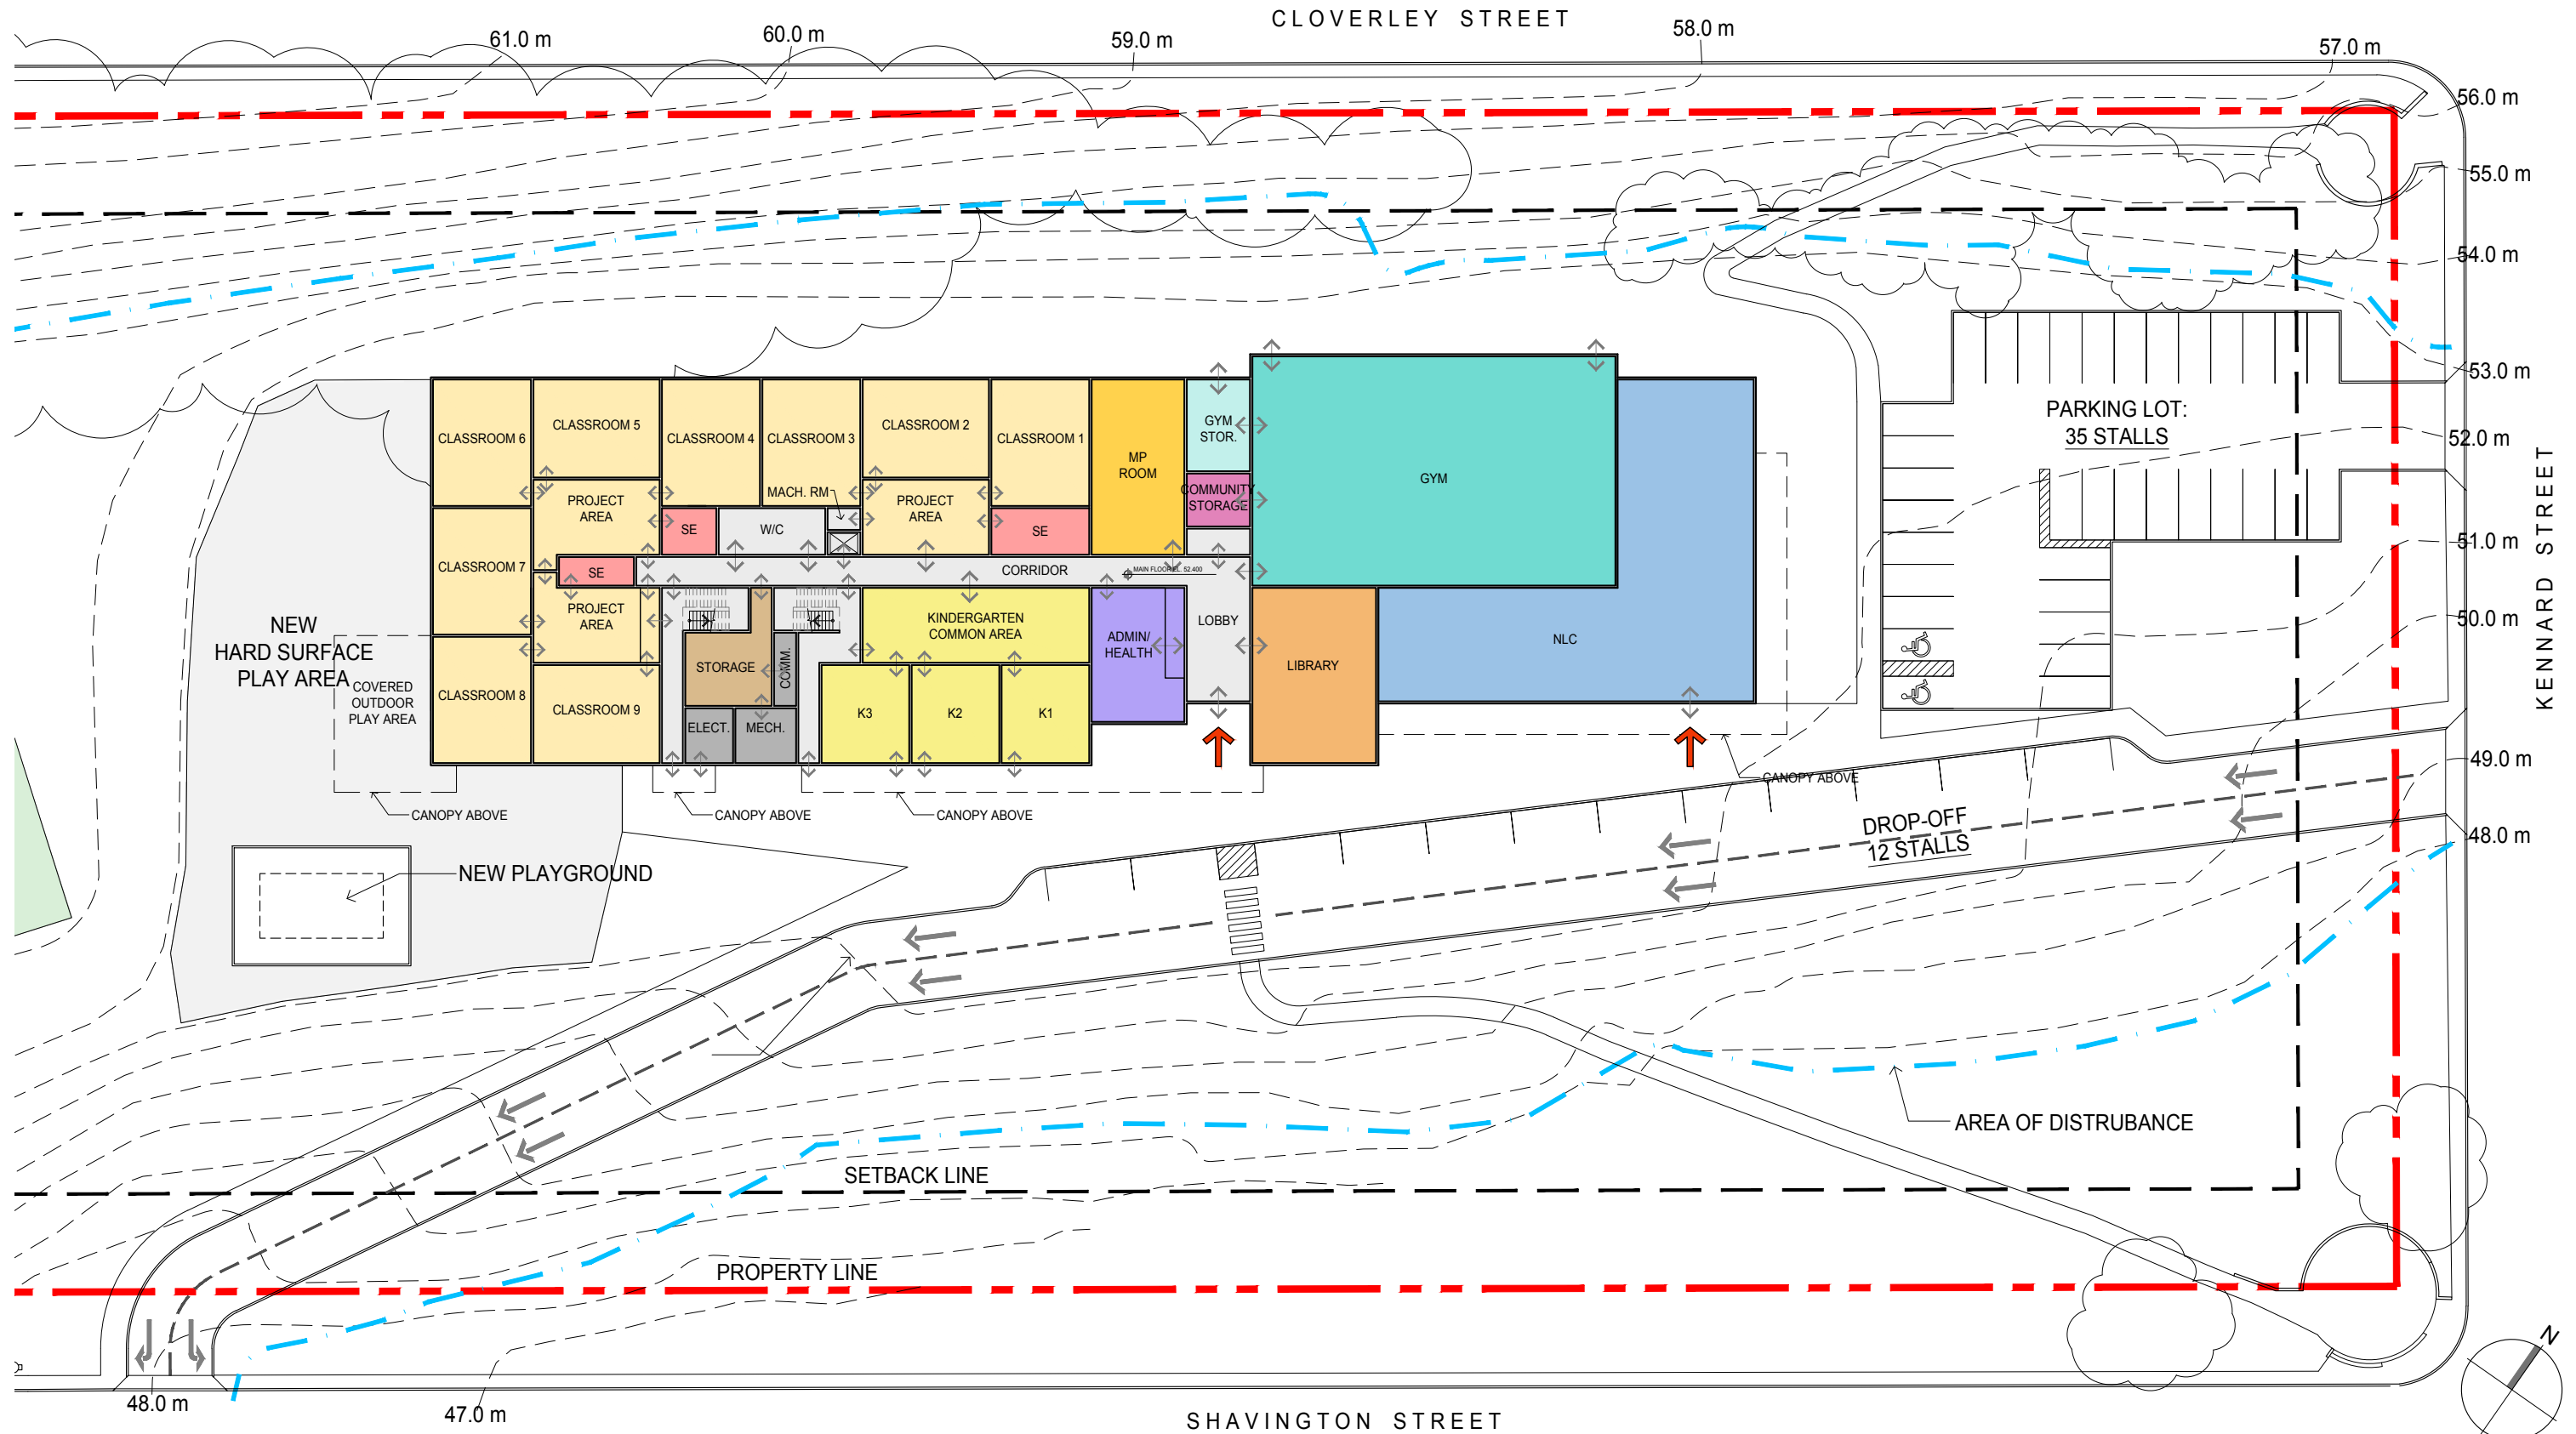 CLOVERLEY STREET
61.0 m
60.0 m
59.0 m
58.0 m
57.0 m
56.0 m
55.0 m
54.0 m
53.0 m
52.0 m
51.0 m
50.0 m
49.0 m
48.0 m
KENNARD STREET
PARKING LOT:
35 STALLS
CLASSROOM 6
CLASSROOM 5
CLASSROOM 4
CLASSROOM 3
CLASSROOM 2
CLASSROOM 1
MP
ROOM
GYM
STOR.
COMMUNITY
STORAGE
GYM
MACH. RM
PROJECT
AREA
SE
W/C
PROJECT
AREA
SE
CLASSROOM 7
SE
CORRIDOR
MAIN FLOOR EL. 52.400
PROJECT
AREA
KINDERGARTEN
COMMON AREA
ADMIN/
HEALTH
LOBBY
NLC
LIBRARY
STORAGE
COMM.
CLASSROOM 8
CLASSROOM 9
ELECT.
MECH.
K3
K2
K1
NEW
HARD SURFACE
PLAY AREA
COVERED
OUTDOOR
PLAY AREA
CANOPY ABOVE
CANOPY ABOVE
CANOPY ABOVE
CANOPY ABOVE
NEW PLAYGROUND
DROP-OFF
12 STALLS
AREA OF DISTRUBANCE
SETBACK LINE
PROPERTY LINE
48.0 m
47.0 m
SHAVINGTON STREET
N